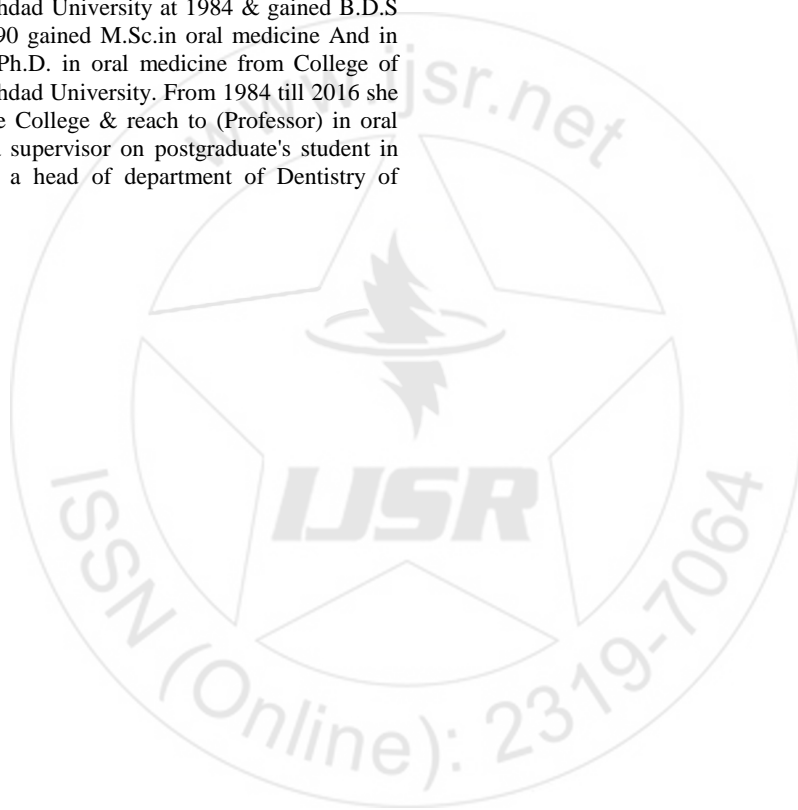 hdad University at 1984 & gained B.D.S
90 gained M.Sc.in oral medicine And in
Ph.D. in oral medicine from College of
hdad University. From 1984 till 2016 she
e College & reach to (Professor) in oral
supervisor on postgraduate's student in
a head of department of Dentistry of
www.ijsr.net
IJSR
ISSN (Online): 2319-7064